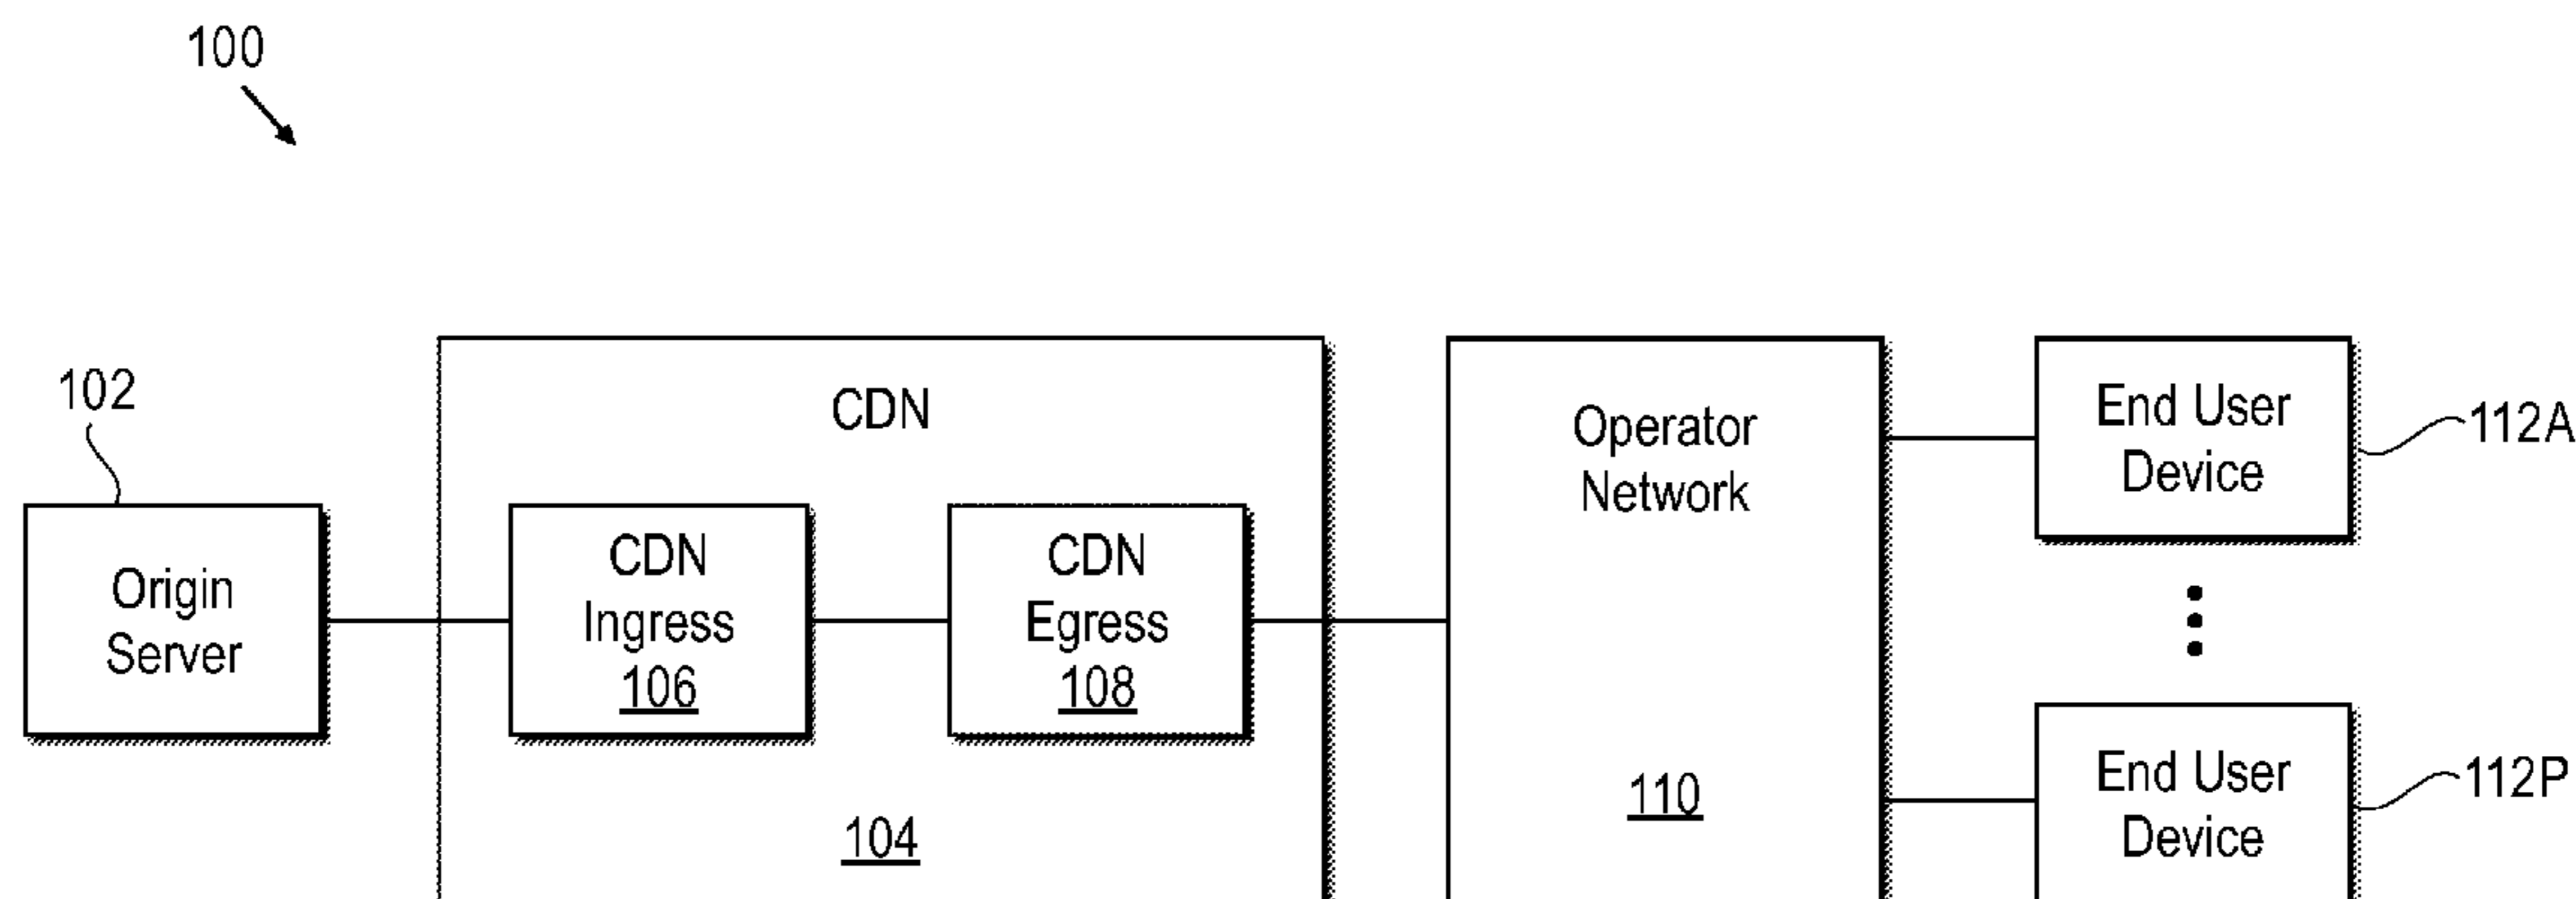 100
102
Origin
Server
CDN
CDN
Ingress
106
CDN
Egress
108
104
Operator
Network
110
End User
Device
112A
End User
Device
112P